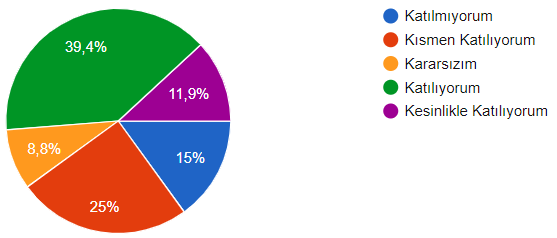 39,4%
11,9%
8,8%
15%
25%
Katılmıyorum
Kısmen Katılıyorum
Kararsızım
Katılıyorum
Kesinlikle Katılıyorum